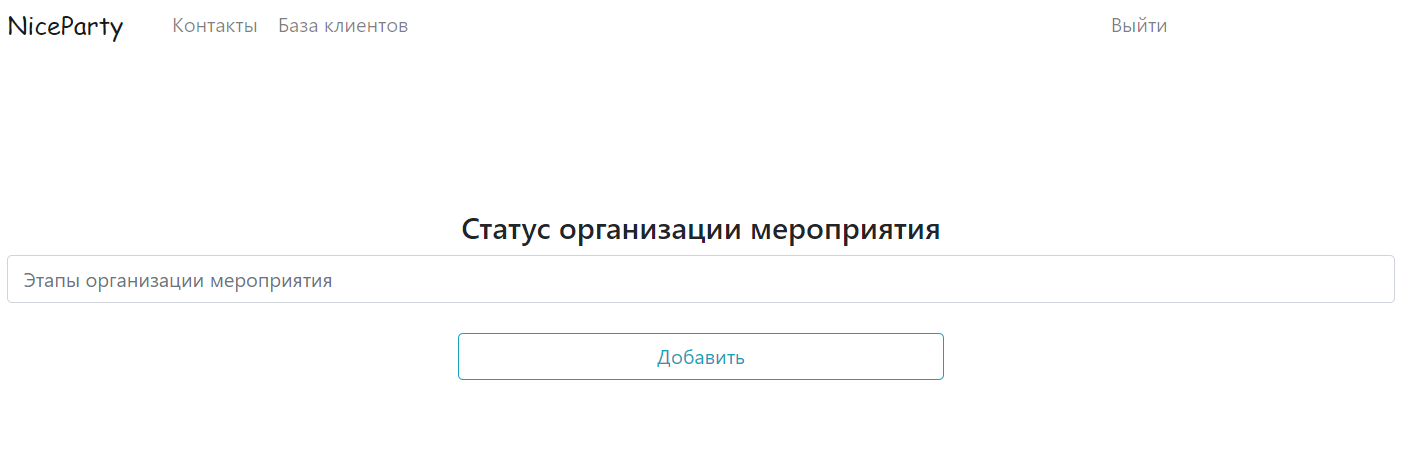 NiceParty Контакты База клиентов Выйти
Статус организации мероприятия
Этапы организации мероприятия
Добавить